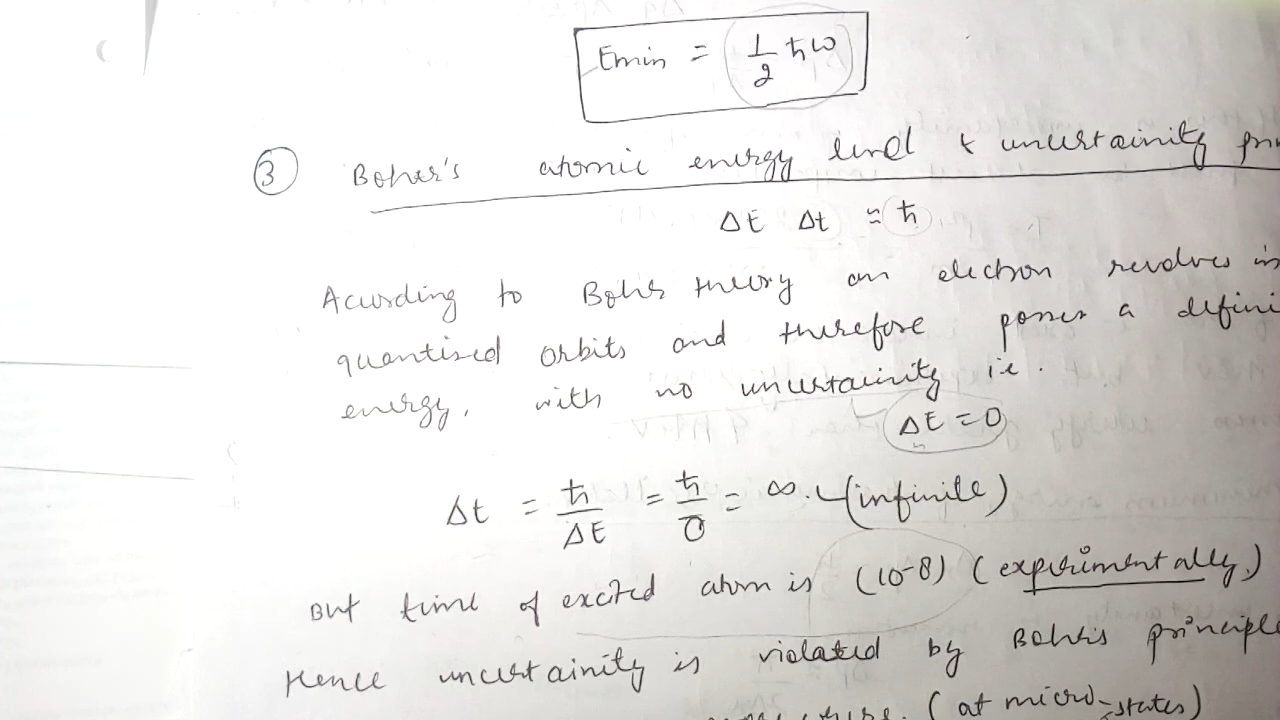 Emin = 1/2 ħω
③ Boher's atomic energy level & uncertainity
ΔE Δt ≈ ħ
According to Bohrs theory an electron revolves in
quantised orbits and therefore posses a defini
energy, with no uncertainity i.e.
ΔE = 0
Δt = ħ/ΔE = ħ/0 = ∞. (infinite)
But time of excited atom is (10-8) (experimentally)
Hence uncertainity is violated by Bohr's principle
(at micro-states)